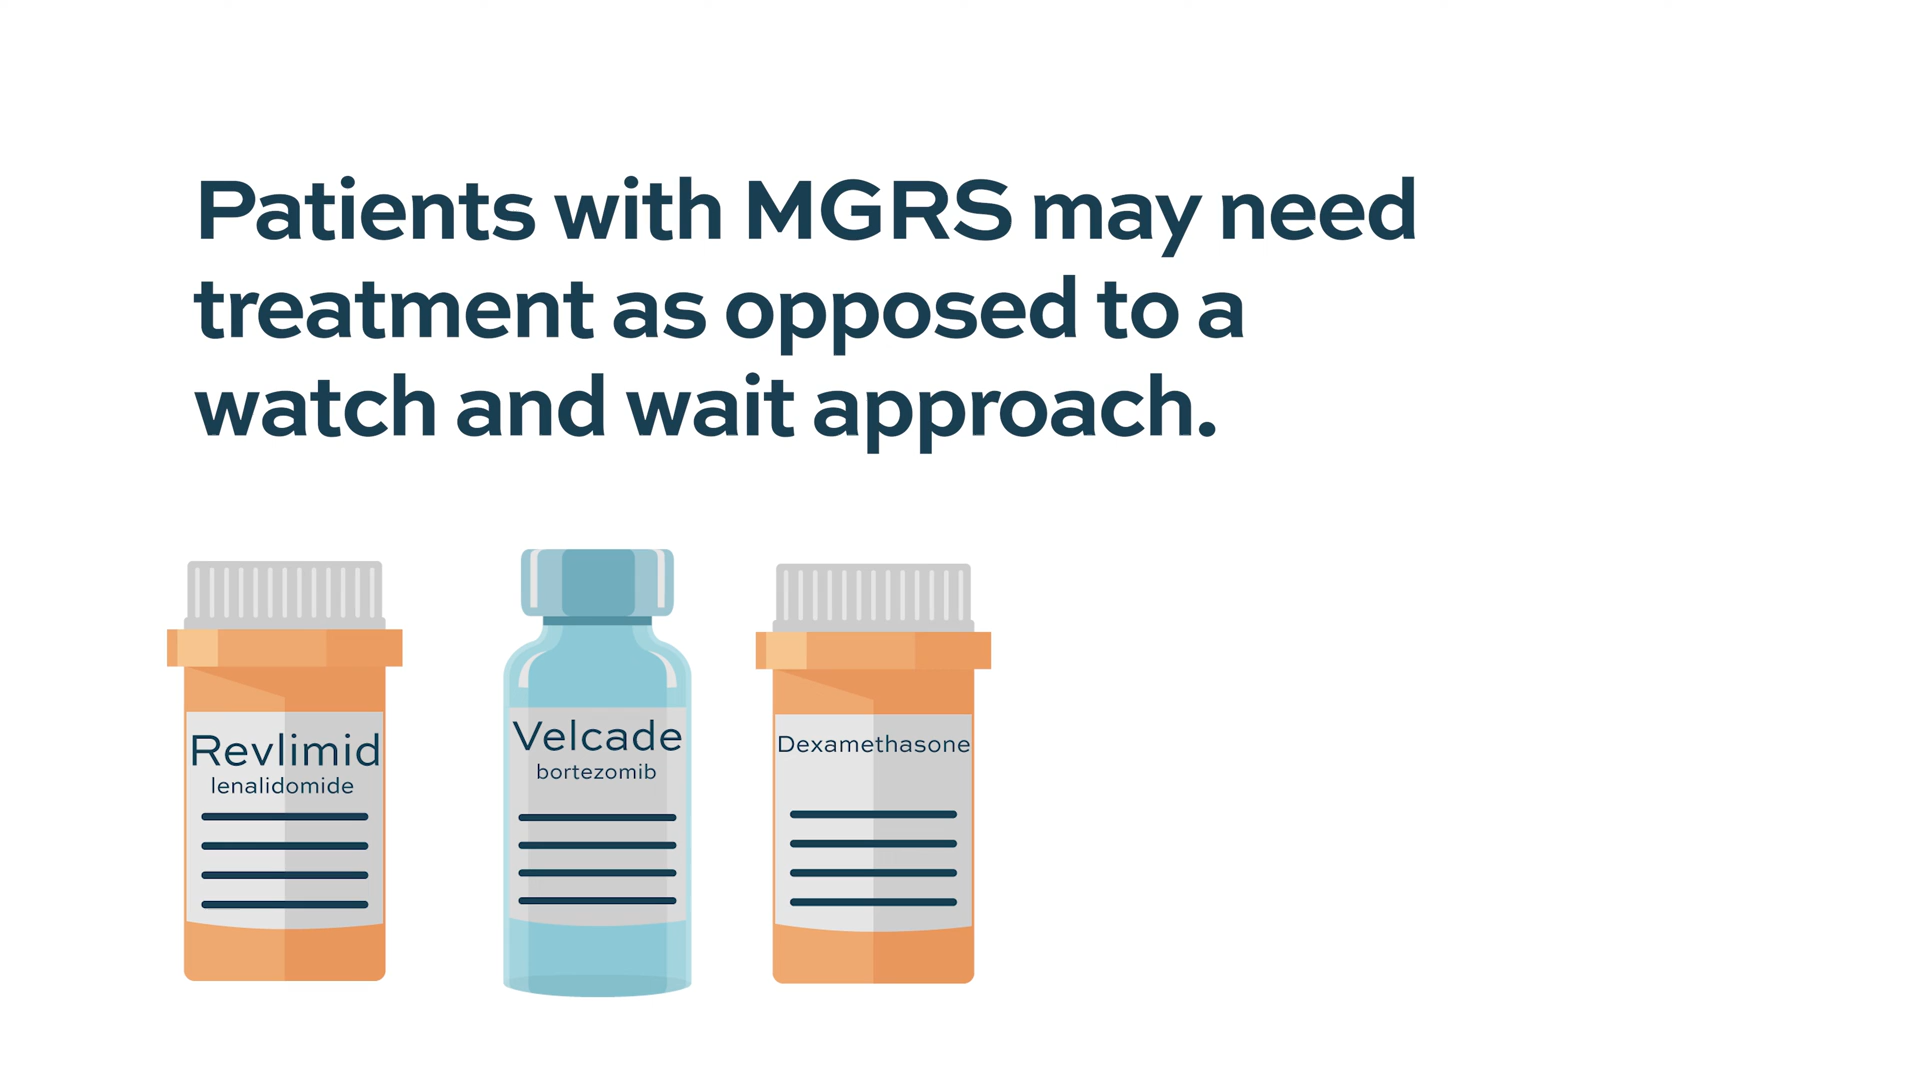 Patients with MGRS may need
treatment as opposed to a
watch and wait approach.
Revlimid
lenalidomide
Velcade
bortezomib
Dexamethasone